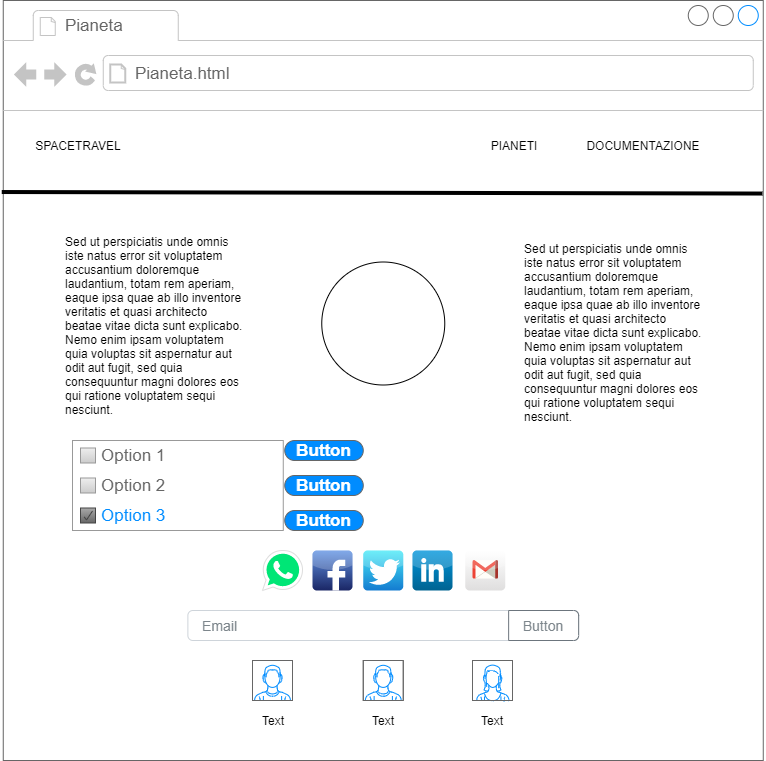 Pianeta
Pianeta.html
SPACETRAVEL
PIANETI
DOCUMENTAZIONE
Sed ut perspiciatis unde omnis
iste natus error sit voluptatem
accusantium doloremque
laudantium, totam rem aperiam,
eaque ipsa quae ab illo inventore
veritatis et quasi architecto
beatae vitae dicta sunt explicabo.
Nemo enim ipsam voluptatem
quia voluptas sit aspernatur aut
odit aut fugit, sed quia
consequuntur magni dolores eos
qui ratione voluptatem sequi
nesciunt.
Sed ut perspiciatis unde omnis
iste natus error sit voluptatem
accusantium doloremque
laudantium, totam rem aperiam,
eaque ipsa quae ab illo inventore
veritatis et quasi architecto
beatae vitae dicta sunt explicabo.
Nemo enim ipsam voluptatem
quia voluptas sit aspernatur aut
odit aut fugit, sed quia
consequuntur magni dolores eos
qui ratione voluptatem sequi
nesciunt.
Option 1
Button
Option 2
Button
Option 3
Button
f
in
Email
Button
Text
Text
Text